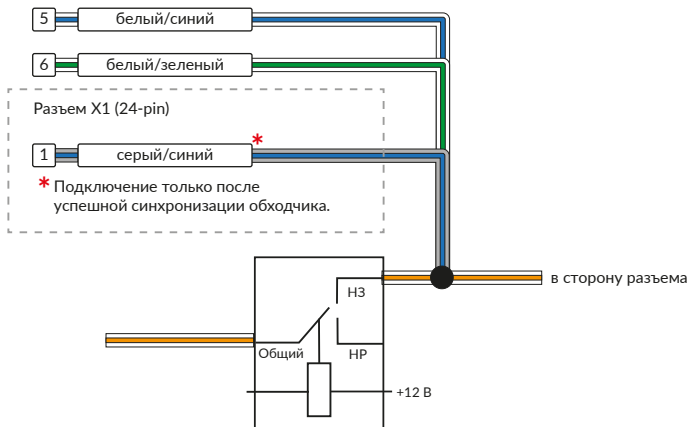 5 белый/синий
6 белый/зеленый
Разъем X1 (24-pin)
1 серый/синий *
* Подключение только после
успешной синхронизации обходчика.
в сторону разъема
НЗ
Общий
НР
+12 В